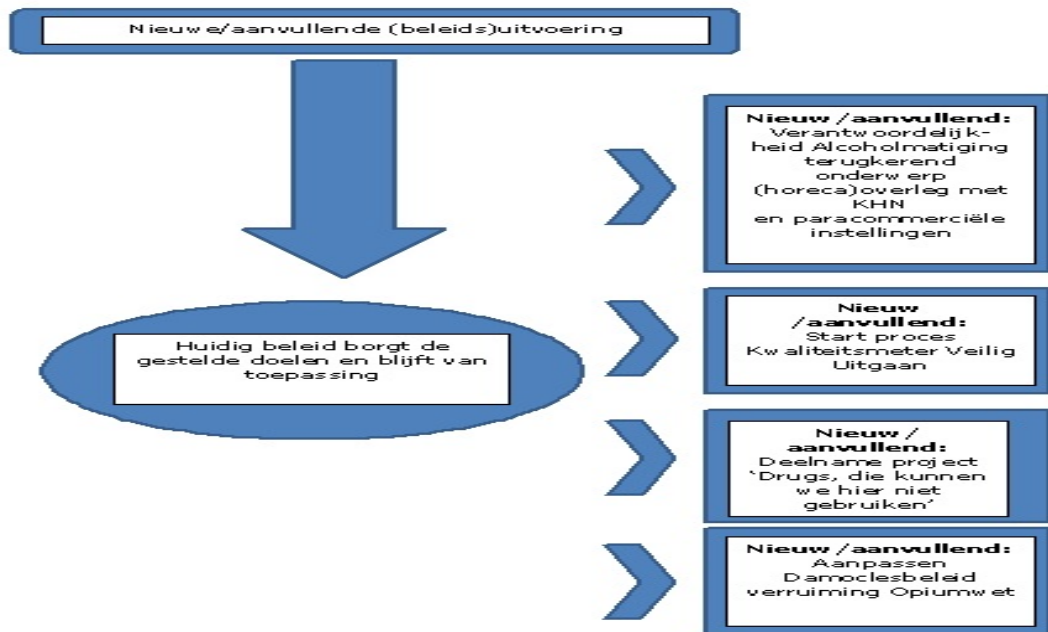 Nieuwe/aanvullende (beleids)uitvoering
Nieuw /aanvullend:
Verantwoordelijk-
heid Alcoholmatiging
terugkerend
onderwerp
(horeca)overleg met
KHN
en paracommerciële
instellingen
Huidig beleid borgt de
gestelde doelen en blijft van
toepassing
Nieuw
/aanvullend:
Start proces
Kwaliteitsmeter Veilig
Uitgaan
Nieuw /
aanvullend:
Deelname project
‘Drugs, die kunnen
we hier niet
gebruiken’
Nieuw /aanvullend:
Aanpassen
Damoclesbeleid
verruiming Opiumwet